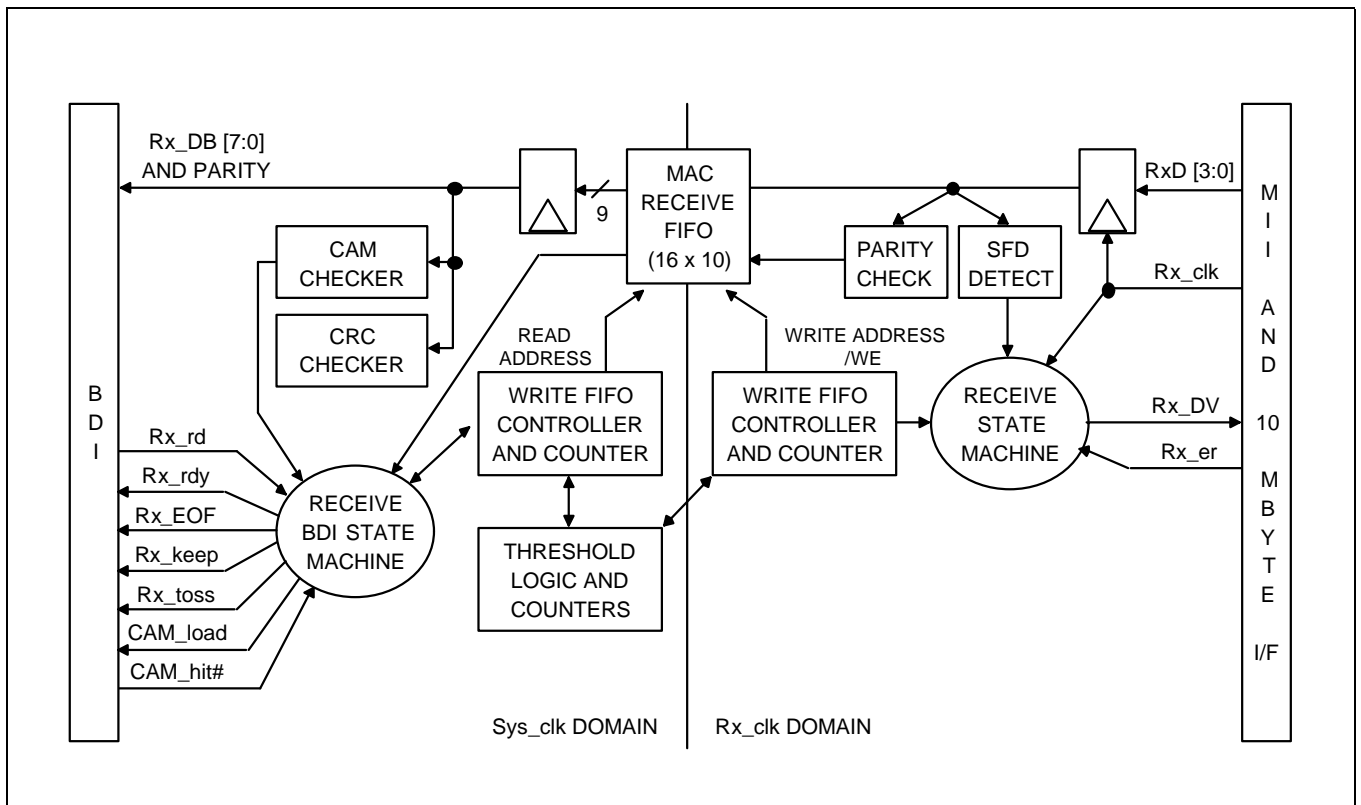 Rx_DB [7:0]
AND PARITY
9
MAC
RECEIVE
FIFO
(16 x 10)
RxD [3:0]
CAM
CHECKER
PARITY
CHECK
SFD
DETECT
Rx_clk
CRC
CHECKER
READ
ADDRESS
WRITE ADDRESS
/WE
WRITE FIFO
CONTROLLER
AND COUNTER
WRITE FIFO
CONTROLLER
AND COUNTER
RECEIVE
STATE
MACHINE
Rx_DV
Rx_er
B
D
I
Rx_rd
Rx_rdy
Rx_EOF
Rx_keep
Rx_toss
CAM_load
CAM_hit#
RECEIVE
BDI STATE
MACHINE
THRESHOLD
LOGIC AND
COUNTERS
M
I
I
A
N
D
10
M
B
Y
T
E
I/F
Sys_clk DOMAIN
Rx_clk DOMAIN